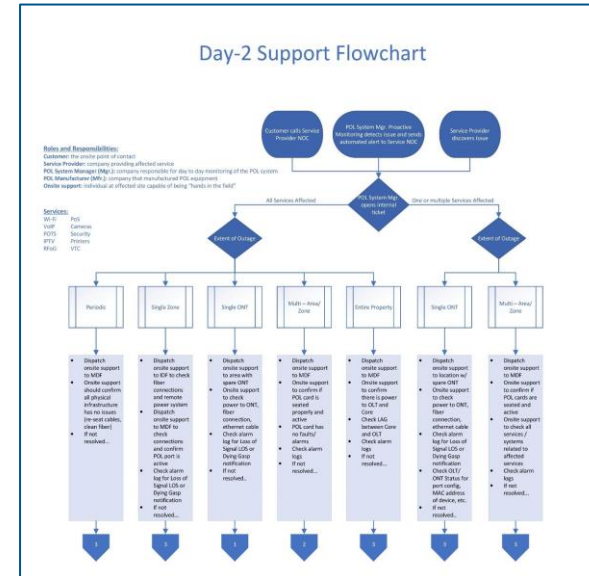 Day-2 Support Flowchart
Customer calls Service
Provider NOC
POL System Mgr. Proactive
Monitoring detects issue and sends
automated alert to Service NOC
Service Provider
discovers Issue
Roles and Responsibilities:
Customer: the onsite point of contact
Service Provider: company providing affected service
POL System Manager (Mgr.): company responsible for day to day monitoring of the POL system
POL Manufacturer (Mfr.): company that manufactured POL equipment
Onsite support: individual at affected site capable of being "hands in the field"
Services:
Wi-Fi PoS
VoIP Cameras
POTS Security
IPTV Printers
RFoG VTC
POL System Mgr.
opens internal
ticket
All Services Affected
One or multiple Services Affected
Extent of Outage
Extent of Outage
Periodic
Single Zone
Single ONT
Multi – Area/
Zone
Entire Property
Single ONT
Multi – Area/
Zone
• Dispatch
onsite support
to MDF
• Onsite support
should confirm
all physical
infrastructure
has no issues
(re-seat cables,
clean fiber)
• If not
resolved...
• Dispatch
onsite support
to IDF to check
fiber
connections
and remote
power system
• Dispatch
onsite support
to MDF to
check
connections
and confirm
POL port is
active
• Check alarm
log for Loss of
Signal LOS or
Dying Gasp
notification
• If not
resolved...
• Dispatch
onsite support
to area with
spare ONT
• Onsite support
to check
power to ONT,
fiber
connection,
ethernet cable
• Check alarm
log for Loss of
Signal LOS or
Dying Gasp
notification
• If not
resolved...
• Dispatch
onsite support
to MDF
• Onsite support
to confirm if
POL card is
seated
properly and
active
• POL card has
no faults/
alarms
• Check alarm
logs
• If not
resolved...
• Dispatch
onsite support
to MDF
• Onsite support
to confirm
there is power
to OLT and
Core
• Check LAG
between Core
and OLT
• Check alarm
logs
• If not
resolved...
• Dispatch
onsite support
to location w/
spare ONT
• Onsite support
to check
power to ONT,
fiber
connection,
ethernet cable
• Check alarm
log for Loss of
Signal LOS or
Dying Gasp
notification
• Check OLT/
ONT Status for
port config,
MAC address
of device, etc.
• If not
resolved...
• Dispatch
onsite support
to MDF
• Onsite support
to confirm if
POL cards are
seated and
active
• Onsite support
to check all
services /
systems
related to
affected
services
• Check alarm
logs
• If not
resolved...